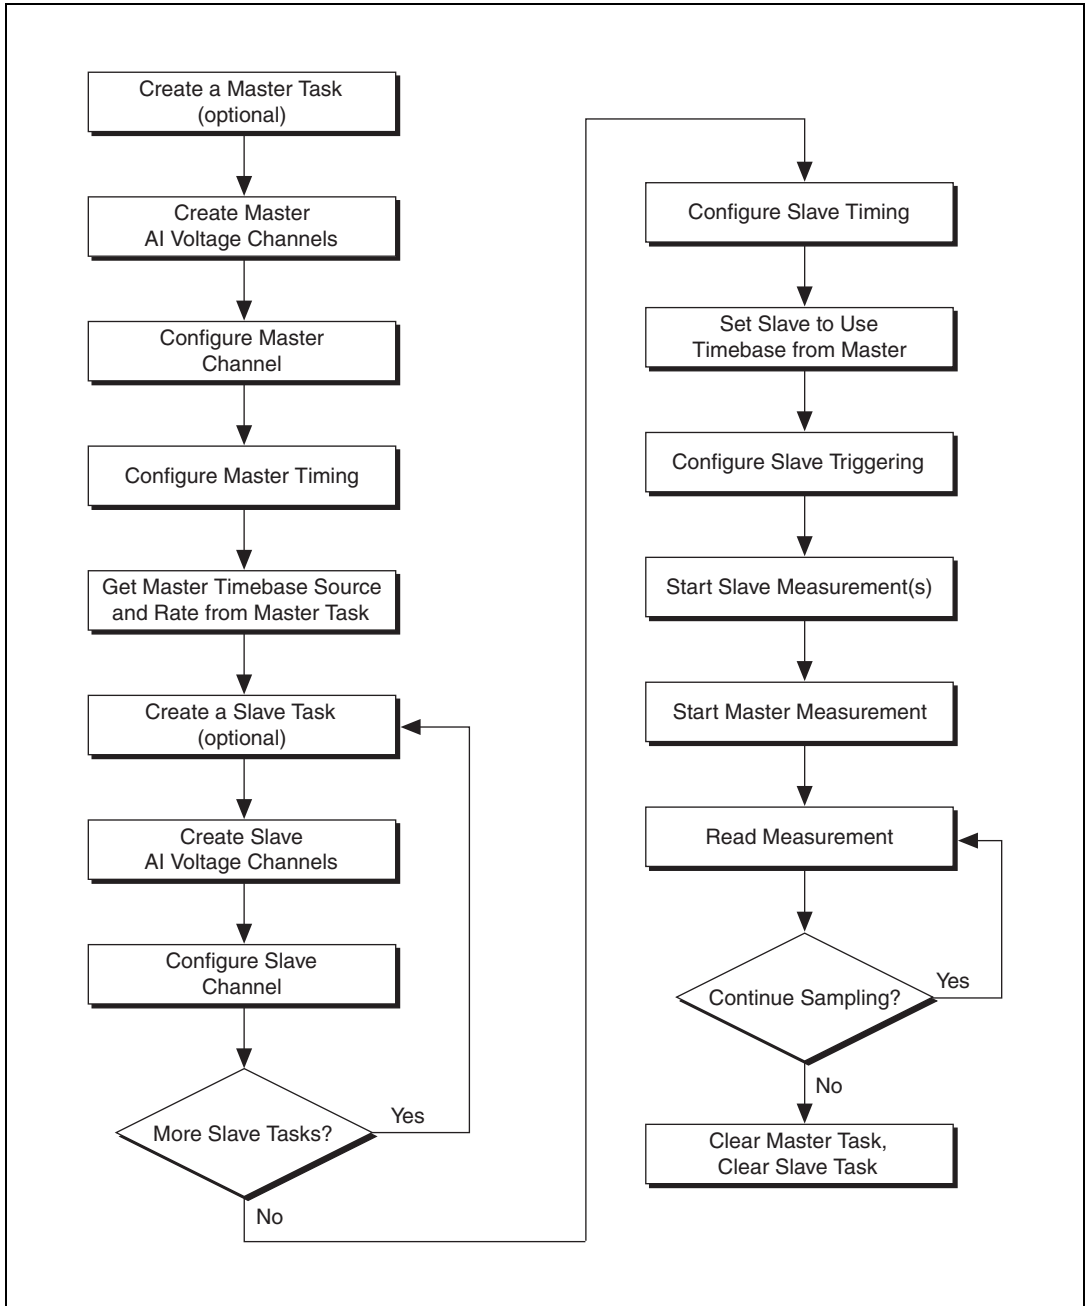 Create a Master Task
(optional)
Create Master
AI Voltage Channels
Configure Master
Channel
Configure Master Timing
Get Master Timebase Source
and Rate from Master Task
Create a Slave Task
(optional)
Create Slave
AI Voltage Channels
Configure Slave
Channel
More Slave Tasks?
Yes
No
Configure Slave Timing
Set Slave to Use
Timebase from Master
Configure Slave Triggering
Start Slave Measurement(s)
Start Master Measurement
Read Measurement
Continue Sampling?
Yes
No
Clear Master Task,
Clear Slave Task